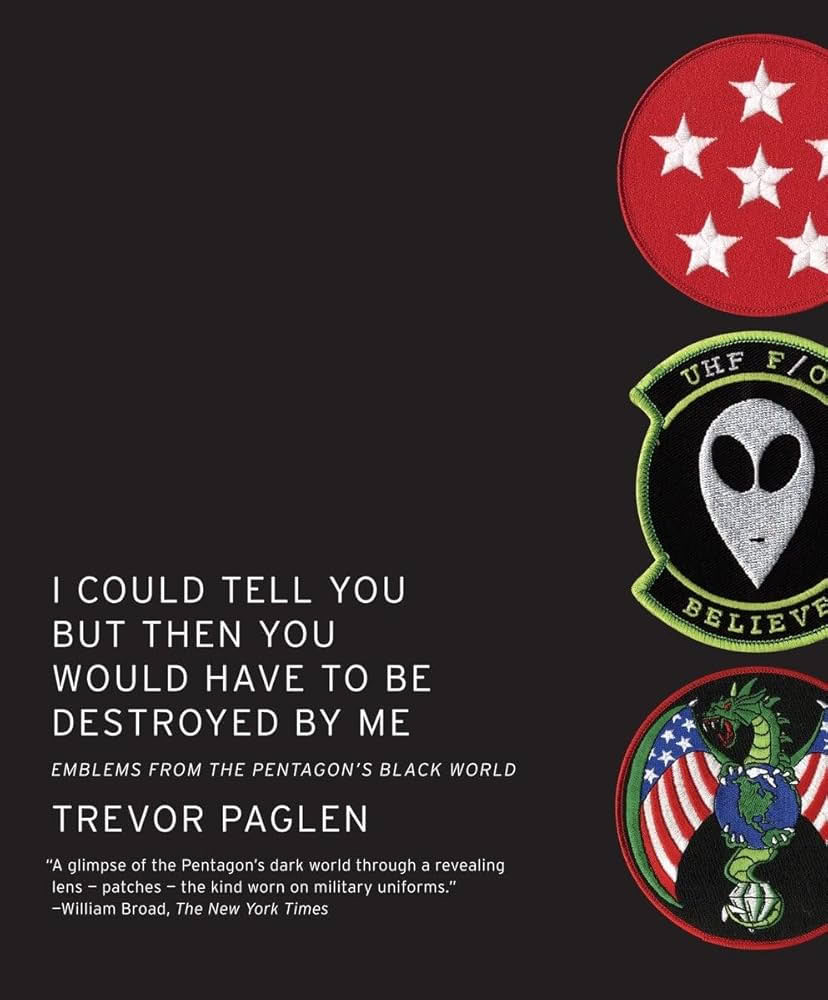 UHF F/O
BELIEVE
I COULD TELL YOU
BUT THEN YOU
WOULD HAVE TO BE
DESTROYED BY ME
EMBLEMS FROM THE PENTAGON'S BLACK WORLD
TREVOR PAGLEN
“A glimpse of the Pentagon's dark world through a revealing
lens – patches – the kind worn on military uniforms.”
–William Broad, The New York Times